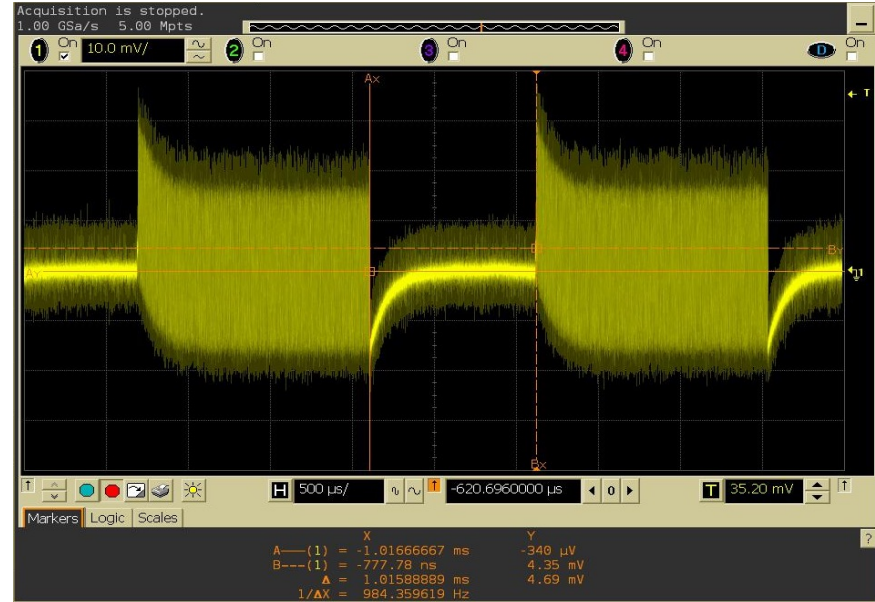 Acquisition is stopped.
1.00 GSa/s 5.00 Mpts
1 On 10.0 mV/ 2 On 3 On 4 On D On
Ax
T
Ay By
1
Bx
H 500 µs/ 0 -620.6960000 µs 0 T 35.20 mV
Markers Logic Scales
?
X Y
A——(1) = -1.01666667 ms -340 µV
B---(1) = -777.78 ns 4.35 mV
Δ = 1.01588889 ms 4.69 mV
1/ΔX = 984.359619 Hz